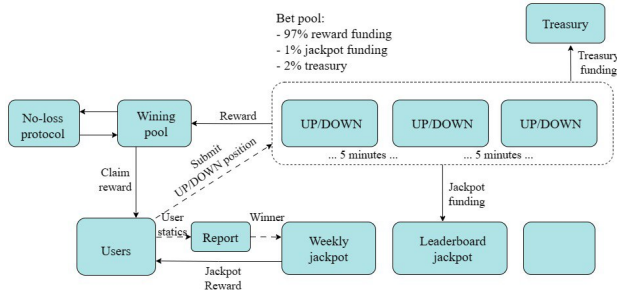 Bet pool:
- 97% reward funding
- 1% jackpot funding
- 2% treasury
Treasury
Treasury
funding
No-loss
protocol
Wining
pool
Reward
UP/DOWN
UP/DOWN
UP/DOWN
... 5 minutes ...
... 5 minutes ...
Claim
reward
Submit
UP/DOWN position
Jackpot
funding
Users
User
statics
Report
Winner
Weekly
jackpot
Leaderboard
jackpot
Jackpot
Reward